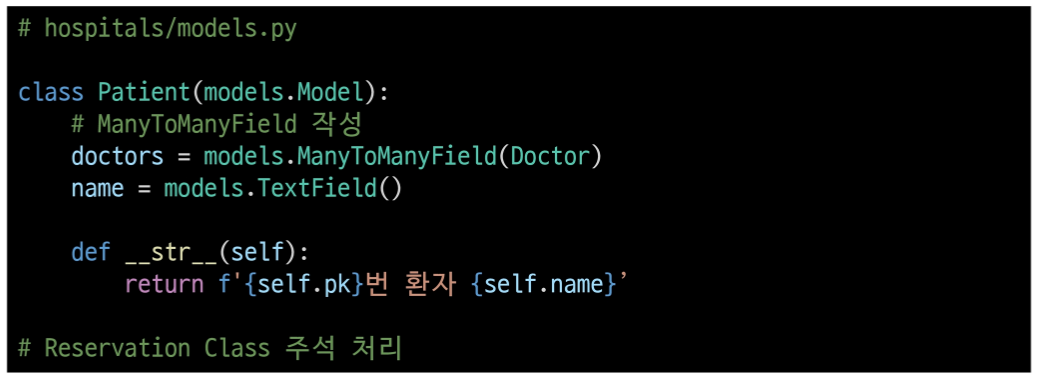 # hospitals/models.py
class Patient(models.Model):
    # ManyToManyField 작성
    doctors = models.ManyToManyField(Doctor)
    name = models.TextField()
    def __str__(self):
        return f'{self.pk}번 환자 {self.name}’
# Reservation Class 주석 처리